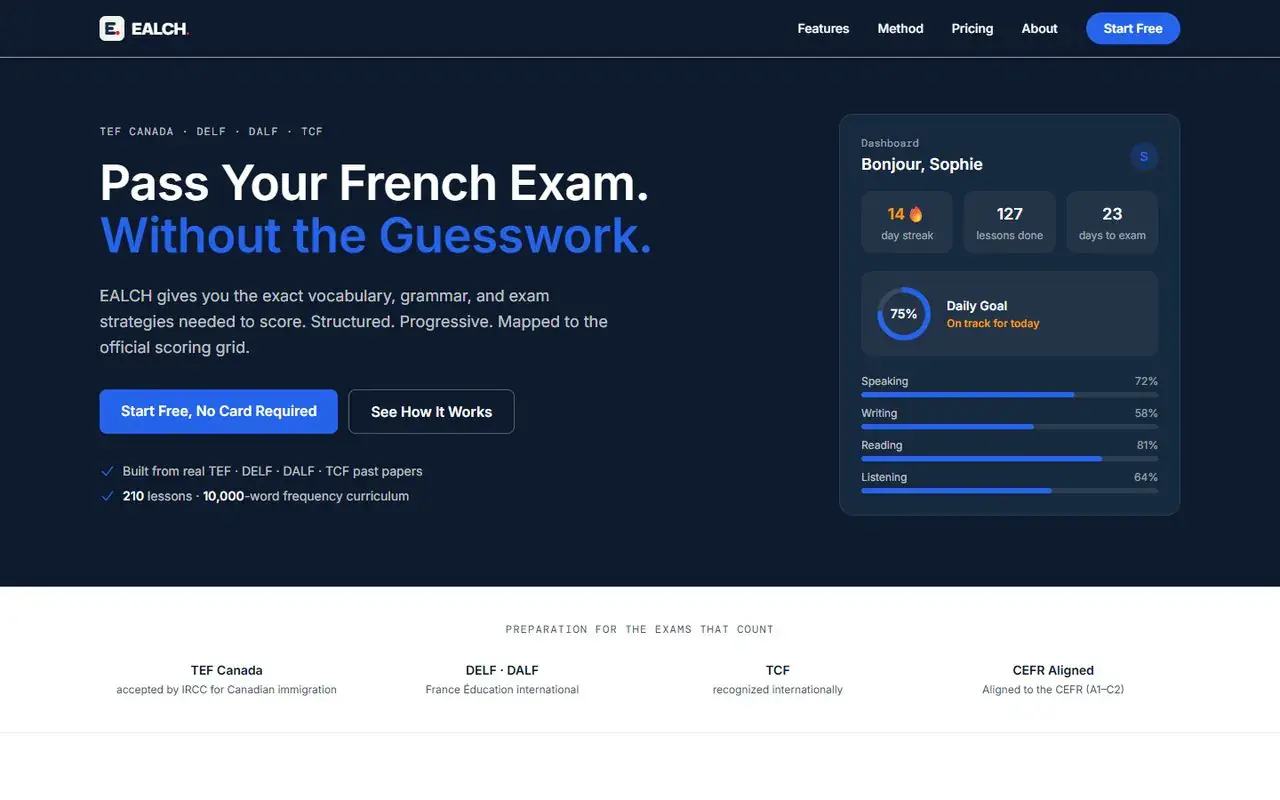 E. EALCH.
Features Method Pricing About Start Free
TEF CANADA · DELF · DALF · TCF
Pass Your French Exam.
Without the Guesswork.
EALCH gives you the exact vocabulary, grammar, and exam
strategies needed to score. Structured. Progressive. Mapped to the
official scoring grid.
Start Free, No Card Required
See How It Works
Built from real TEF · DELF · DALF · TCF past papers
210 lessons · 10,000-word frequency curriculum
Dashboard
Bonjour, Sophie
S
14🔥 127 23
day streak lessons done days to exam
75%
Daily Goal
On track for today
Speaking 72%
Writing 58%
Reading 81%
Listening 64%
PREPARATION FOR THE EXAMS THAT COUNT
TEF Canada
accepted by IRCC for Canadian immigration
DELF · DALF
France Éducation international
TCF
recognized internationally
CEFR Aligned
Aligned to the CEFR (A1–C2)